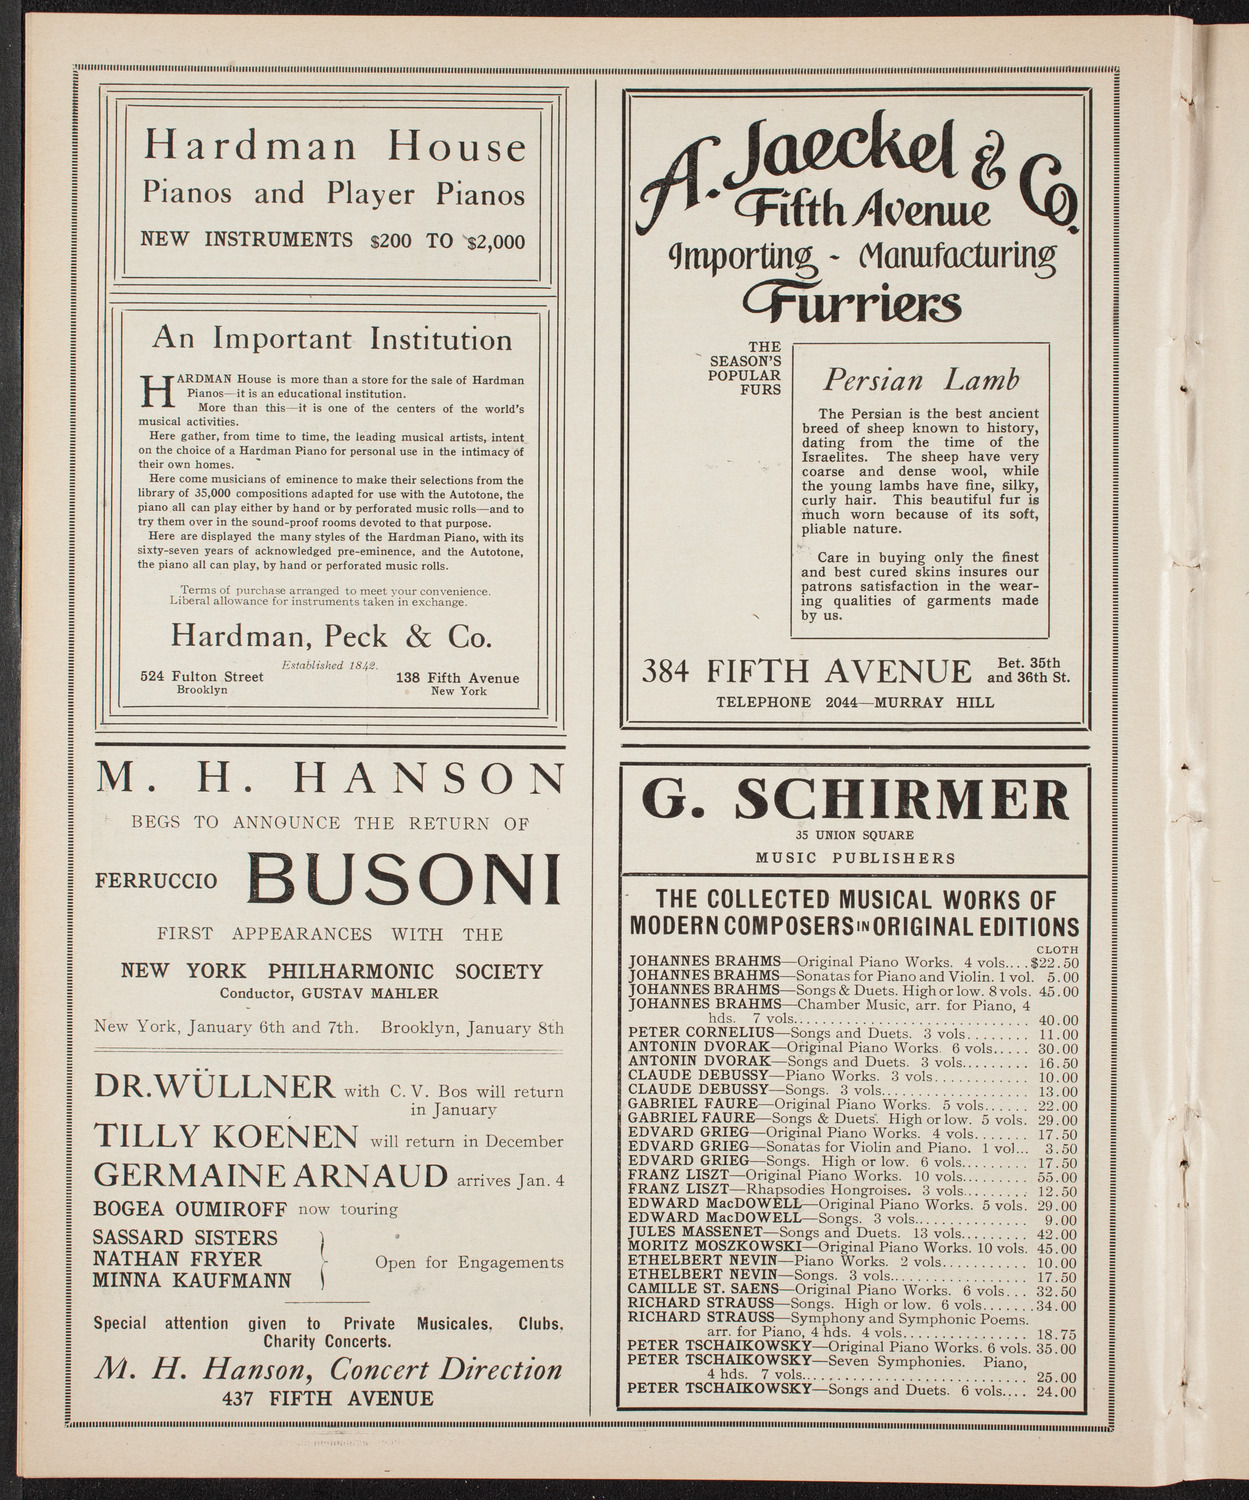 Hardman House
Pianos and Player Pianos
NEW INSTRUMENTS $200 TO $2,000
An Important Institution
HARDMAN House is more than a store for the sale of Hardman
Pianos—it is an educational institution.
More than this—it is one of the centers of the world's
musical activities.
Here gather, from time to time, the leading musical artists, intent
on the choice of a Hardman Piano for personal use in the intimacy of
their own homes.
Here come musicians of eminence to make their selections from the
library of 35,000 compositions adapted for use with the Autotone, the
piano all can play either by hand or by perforated music rolls—and to
try them over in the sound-proof rooms devoted to that purpose.
Here are displayed the many styles of the Hardman Piano, with its
sixty-seven years of acknowledged pre-eminence, and the Autotone,
the piano all can play, by hand or perforated music rolls.
Terms of purchase arranged to meet your convenience.
Liberal allowance for instruments taken in exchange.
Hardman, Peck & Co.
Established 1842.
524 Fulton Street 138 Fifth Avenue
Brooklyn New York
M. H. HANSON
BEGS TO ANNOUNCE THE RETURN OF
FERRUCCIO BUSONI
FIRST APPEARANCES WITH THE
NEW YORK PHILHARMONIC SOCIETY
Conductor, GUSTAV MAHLER
New York, January 6th and 7th. Brooklyn, January 8th
DR. WÜLLNER with C. V. Bos will return
in January
TILLY KOENEN will return in December
GERMAINE ARNAUD arrives Jan. 4
BOGEA OUMIROFF now touring
SASSARD SISTERS
NATHAN FRYER Open for Engagements
MINNA KAUFMANN
Special attention given to Private Musicales, Clubs,
Charity Concerts.
M. H. Hanson, Concert Direction
437 FIFTH AVENUE
A. Jaeckel & Co.
Fifth Avenue
Importing - Manufacturing
Furriers
THE
SEASON'S
POPULAR
FURS
Persian Lamb
The Persian is the best ancient
breed of sheep known to history,
dating from the time of the
Israelites. The sheep have very
coarse and dense wool, while
the young lambs have fine, silky,
curly hair. This beautiful fur is
much worn because of its soft,
pliable nature.
Care in buying only the finest
and best cured skins insures our
patrons satisfaction in the wear-
ing qualities of garments made
by us.
384 FIFTH AVENUE Bet. 35th
and 36th St.
TELEPHONE 2044—MURRAY HILL
G. SCHIRMER
35 UNION SQUARE
MUSIC PUBLISHERS
THE COLLECTED MUSICAL WORKS OF
MODERN COMPOSERS IN ORIGINAL EDITIONS
CLOTH
JOHANNES BRAHMS—Original Piano Works. 4 vols....$22.50
JOHANNES BRAHMS—Sonatas for Piano and Violin. 1 vol. 5.00
JOHANNES BRAHMS—Songs & Duets. High or low. 8 vols. 45.00
JOHANNES BRAHMS—Chamber Music, arr. for Piano, 4
hds. 7 vols. 40.00
PETER CORNELIUS—Songs and Duets. 3 vols........ 11.00
ANTONIN DVORAK—Original Piano Works. 6 vols..... 30.00
ANTONIN DVORAK—Songs and Duets. 3 vols......... 16.50
CLAUDE DEBUSSY—Piano Works. 3 vols............ 10.00
CLAUDE DEBUSSY—Songs. 3 vols.................. 13.00
GABRIEL FAURE—Original Piano Works. 5 vols...... 22.00
GABRIEL FAURE—Songs & Duets. High or low. 5 vols. 29.00
EDVARD GRIEG—Original Piano Works. 4 vols....... 17.50
EDVARD GRIEG—Sonatas for Violin and Piano. 1 vol... 3.50
EDVARD GRIEG—Songs. High or low. 6 vols......... 17.50
FRANZ LISZT—Original Piano Works. 10 vols........ 55.00
FRANZ LISZT—Rhapsodies Hongroises. 3 vols........ 12.50
EDWARD MacDOWELL—Original Piano Works. 5 vols. 29.00
EDWARD MacDOWELL—Songs. 3 vols.............. 9.00
JULES MASSENET—Songs and Duets. 13 vols........ 42.00
MORITZ MOSZKOWSKI—Original Piano Works. 10 vols. 45.00
ETHELBERT NEVIN—Piano Works. 2 vols........... 10.00
ETHELBERT NEVIN—Songs. 3 vols................. 17.50
CAMILLE ST. SAENS—Original Piano Works. 6 vols... 32.50
RICHARD STRAUSS—Songs. High or low. 6 vols.......34.00
RICHARD STRAUSS—Symphony and Symphonic Poems.
arr. for Piano, 4 hds. 4 vols................ 18.75
PETER TSCHAIKOWSKY—Original Piano Works. 6 vols. 35.00
PETER TSCHAIKOWSKY—Seven Symphonies. Piano,
4 hds. 7 vols............................ 25.00
PETER TSCHAIKOWSKY—Songs and Duets. 6 vols.... 24.00